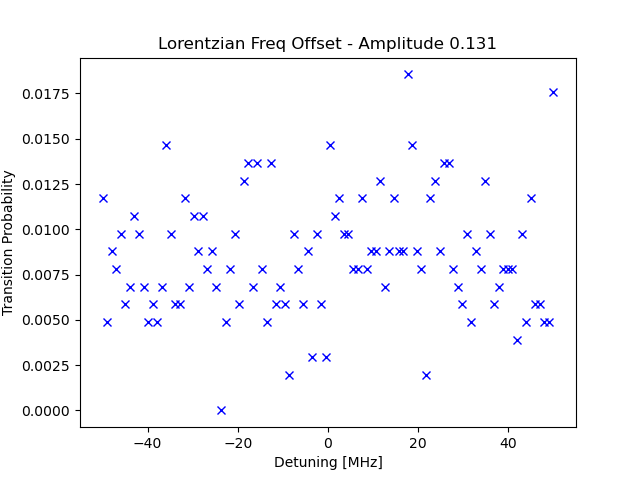 Lorentzian Freq Offset - Amplitude 0.131
Transition Probability
0.0175
0.0150
0.0125
0.0100
0.0075
0.0050
0.0025
0.0000
−40 −20 0 20 40
Detuning [MHz]